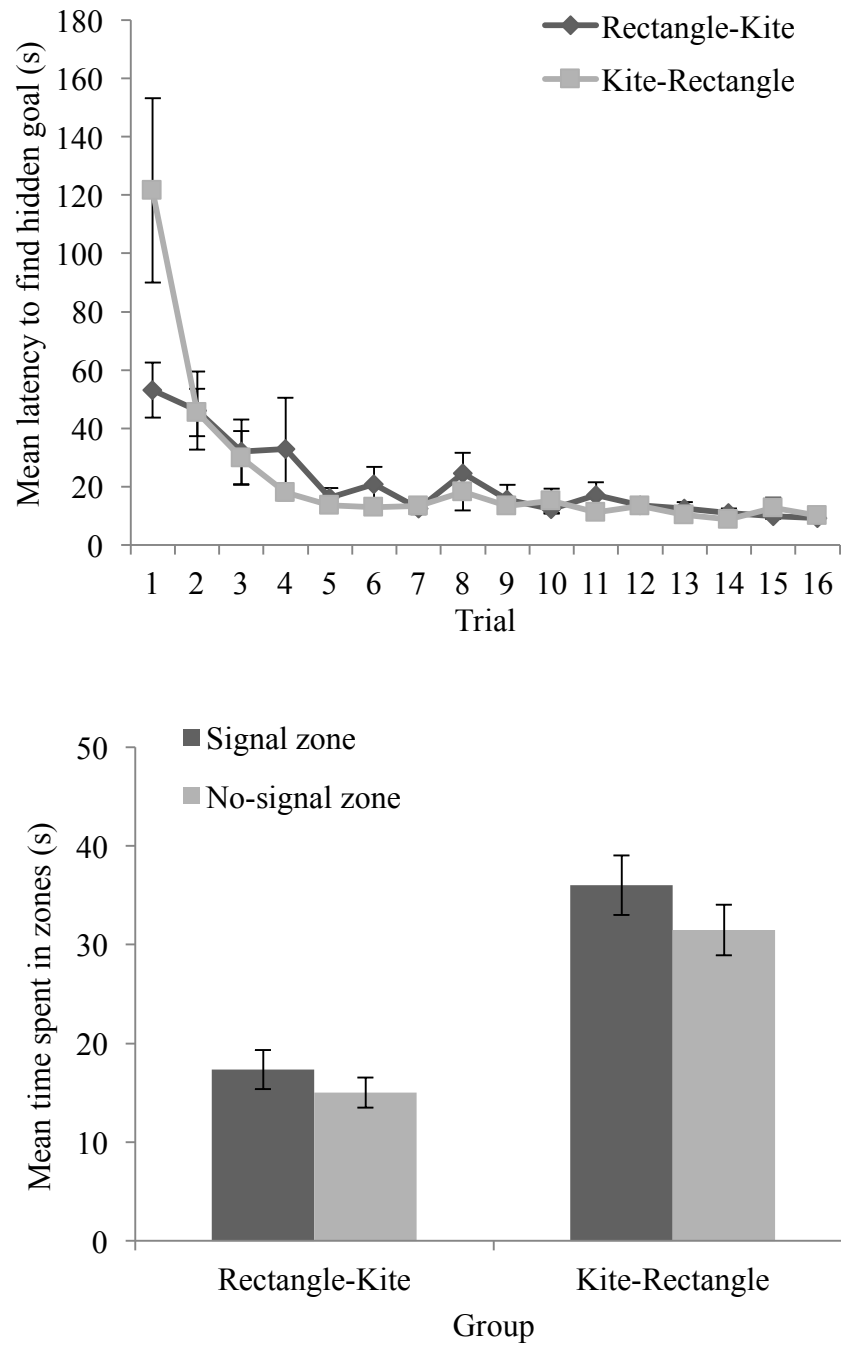 Mean latency to find hidden goal (s)
180
160
140
120
100
80
60
40
20
0
Rectangle-Kite
Kite-Rectangle
1 2 3 4 5 6 7 8 9 10 11 12 13 14 15 16
Trial
Mean time spent in zones (s)
50
40
30
20
10
0
Signal zone
No-signal zone
Rectangle-Kite Kite-Rectangle
Group